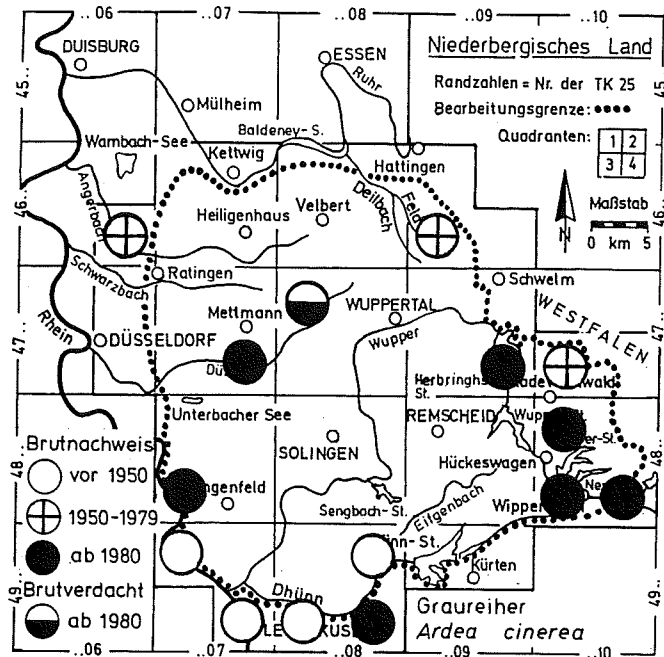 ..06 ..07 ..08 ..09 ..10
DUISBURG
ESSEN
Ruhr
Niederbergisches Land
45..
45..
Randzahlen = Nr. der TK 25
Mülheim
Bearbeitungsgrenze:
Baldeney-S.
Quadranten:
1 2
3 4
Wambach-See
Kettwig
Hattingen
Angerbach
Deilbach
Maßstab
46..
46..
Heiligenhaus
Velbert
N
0 km 5
Schwarzbach
Ratingen
Schwelm
WESTFALEN
Mettmann
WUPPERTAL
Rhein
DÜSSELDORF
Wupper
47..
47..
Unterbacher See
REMSCHEID
St.
Brutnachweis
SOLINGEN
vor 1950
Hückeswagen
48..
48..
1950-1979
Sengbach-St.
Eifgenbach
ab 1980
Kürten
Brutverdacht
Dhünn
49..
49..
ab 1980
Graureiher
Ardea cinerea
..06 ..07 ..08 ..09 ..10